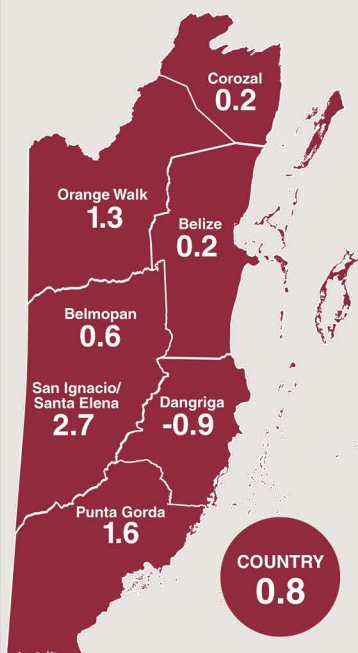 Corozal
0.2
Orange Walk
1.3
Belize
0.2
Belmopan
0.6
San Ignacio/
Santa Elena
2.7
Dangriga
-0.9
Punta Gorda
1.6
COUNTRY
0.8